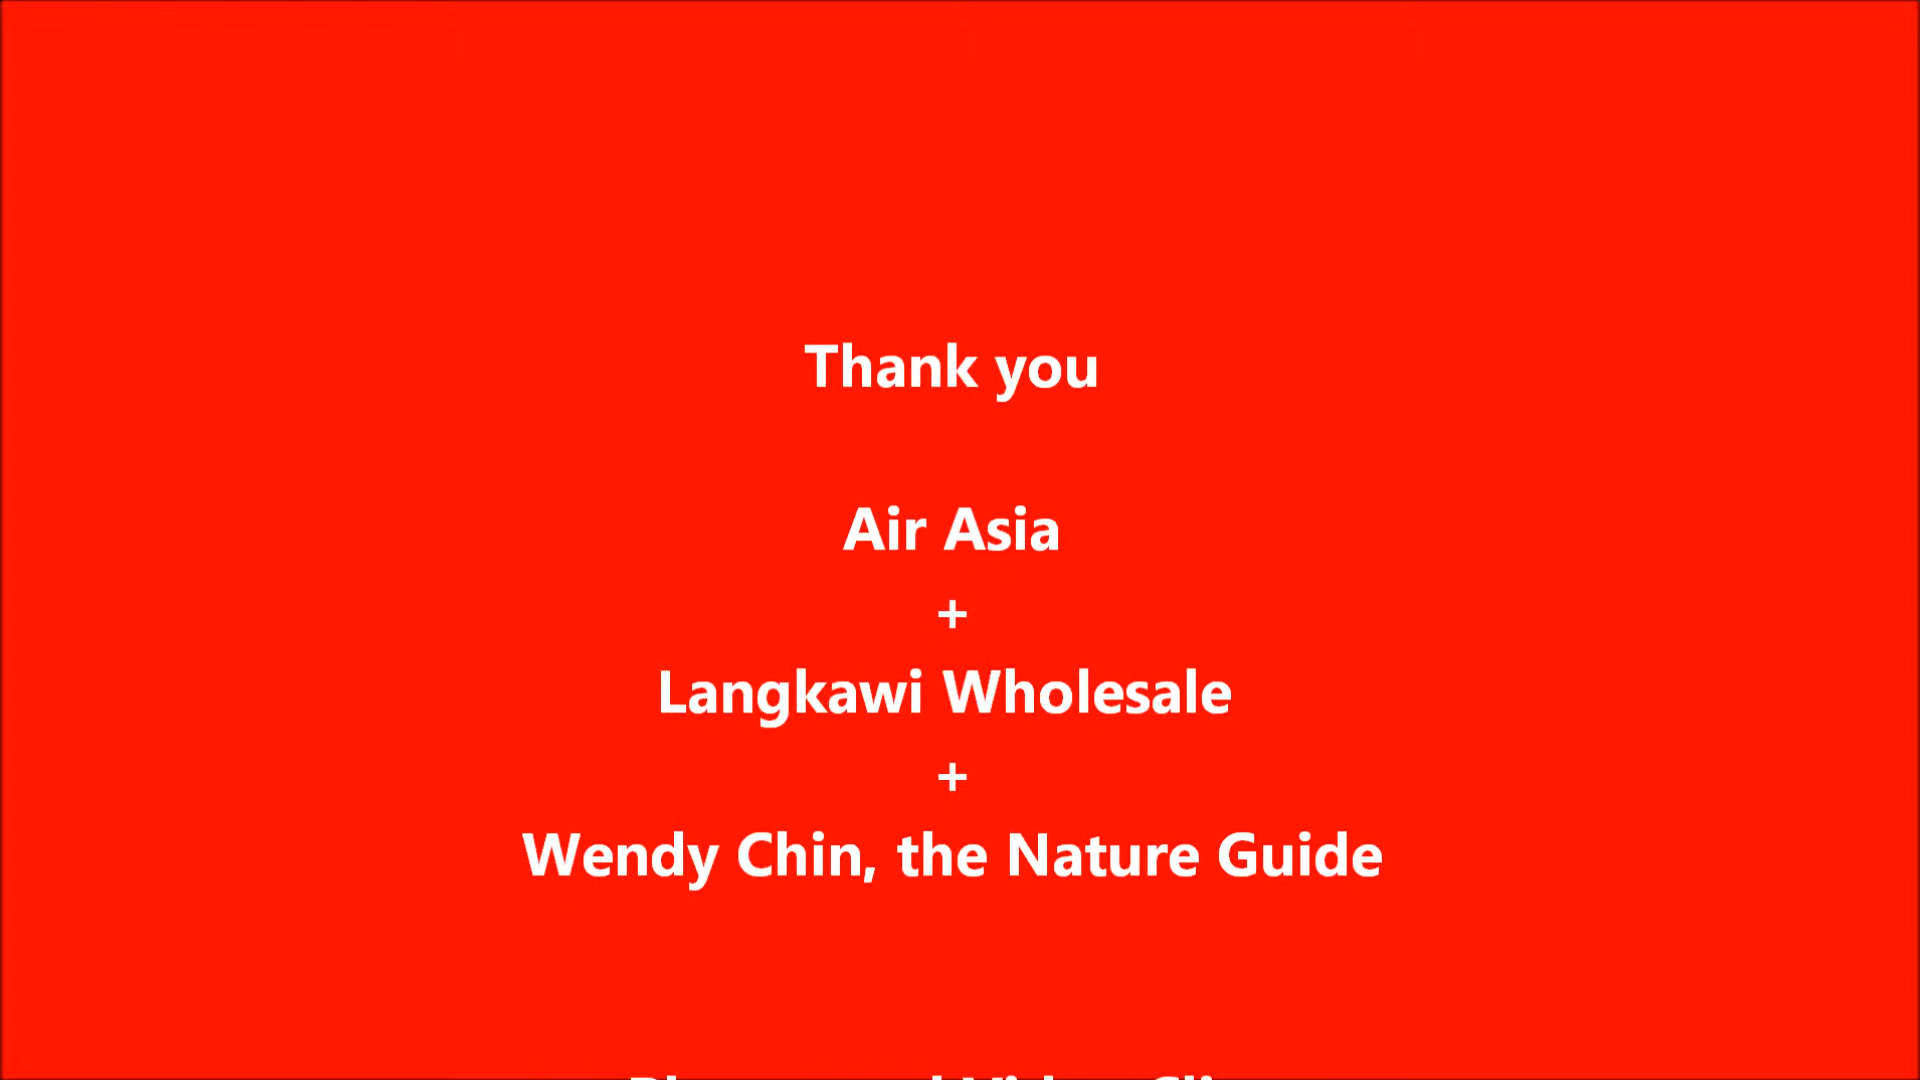 Thank you
Air Asia
+
Langkawi Wholesale
+
Wendy Chin, the Nature Guide